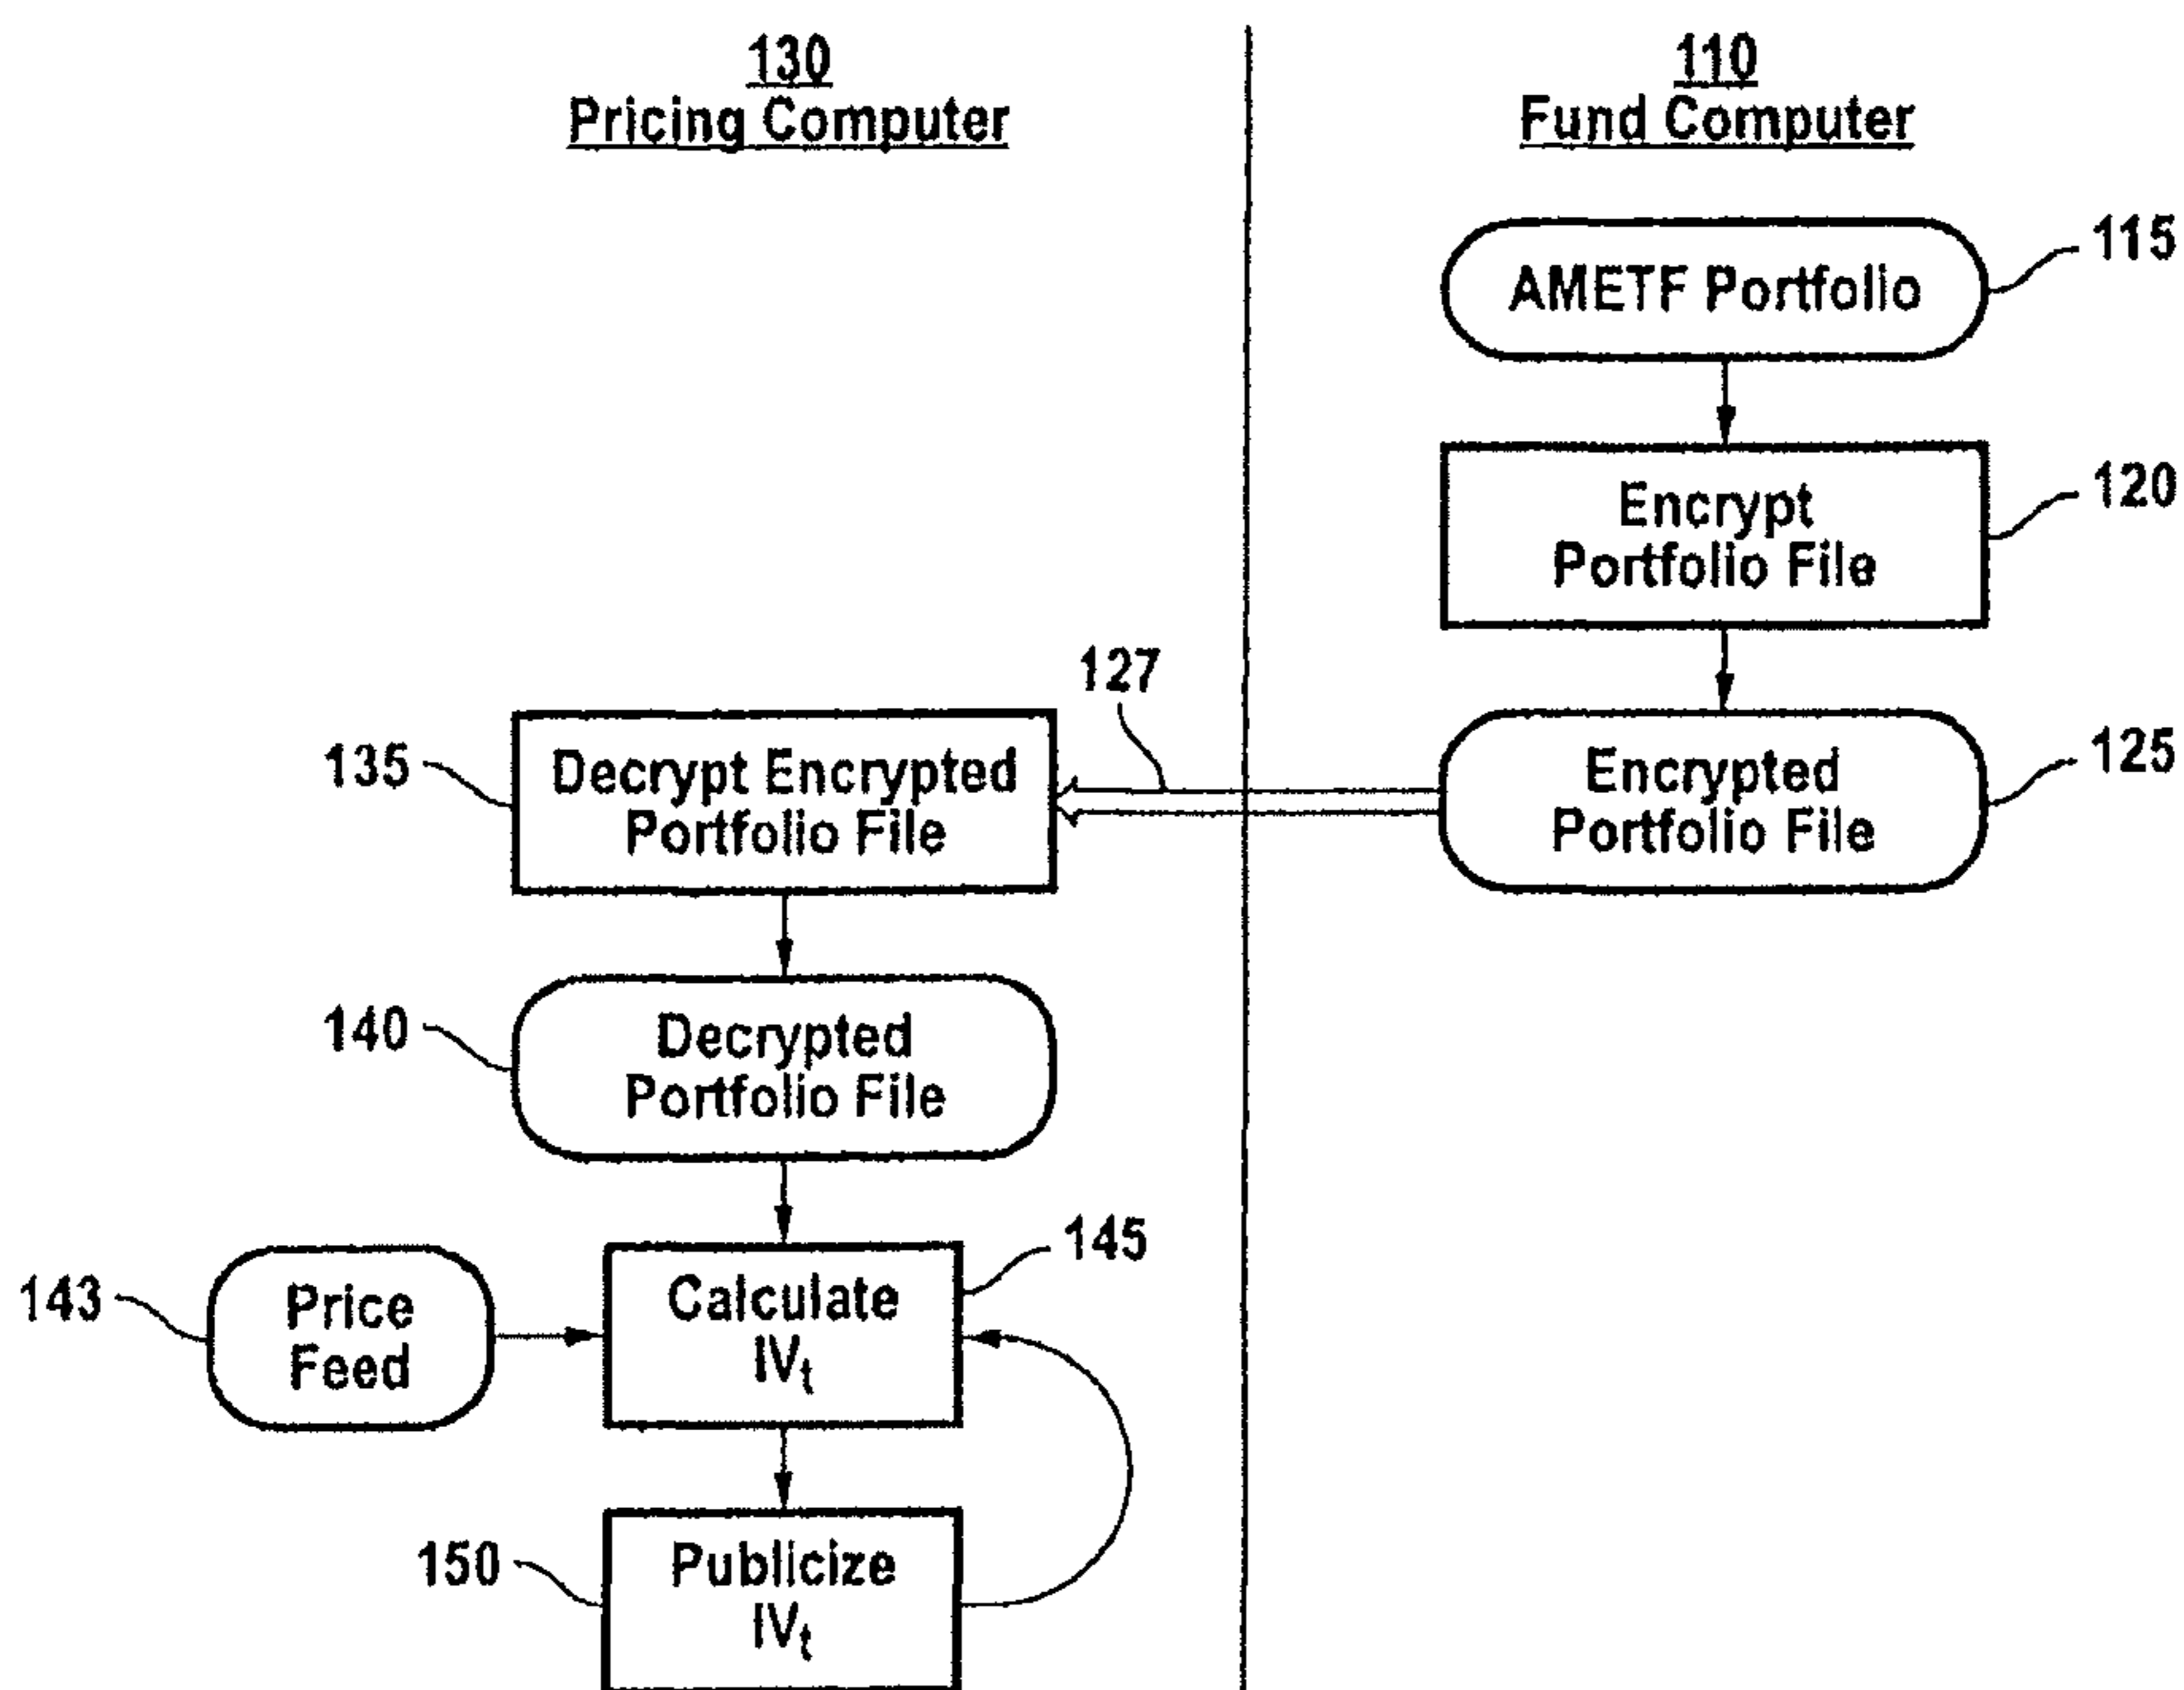 130
Pricing Computer
110
Fund Computer
AMETF Portfolio
115
Encrypt
Portfolio File
120
127
135
Decrypt Encrypted
Portfolio File
Encrypted
Portfolio File
125
140
Decrypted
Portfolio File
143
Price
Feed
Calculate
IVt
145
150
Publicize
IVt